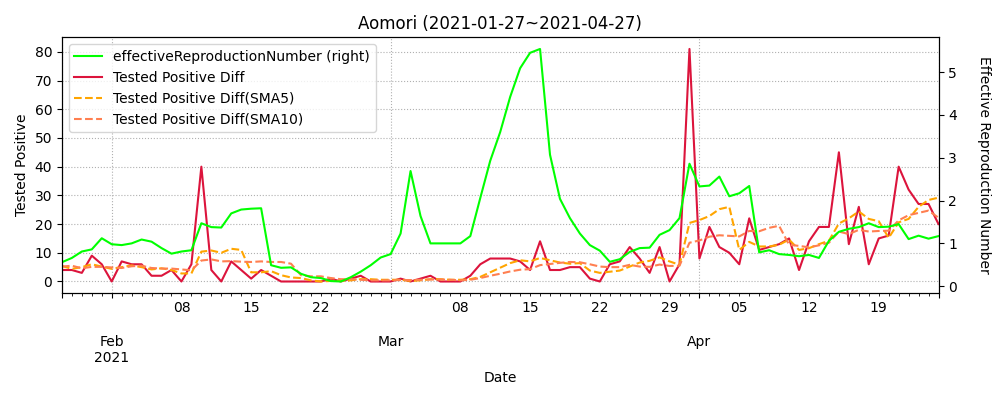 Aomori (2021-01-27~2021-04-27)
effectiveReproductionNumber (right)
Tested Positive Diff
Tested Positive Diff(SMA5)
Tested Positive Diff(SMA10)
Tested Positive
80
70
60
50
40
30
20
10
0
Effective Reproduction Number
5
4
3
2
1
0
08 15 22 08 15 22 29 05 12 19
Feb Mar Apr
2021
Date